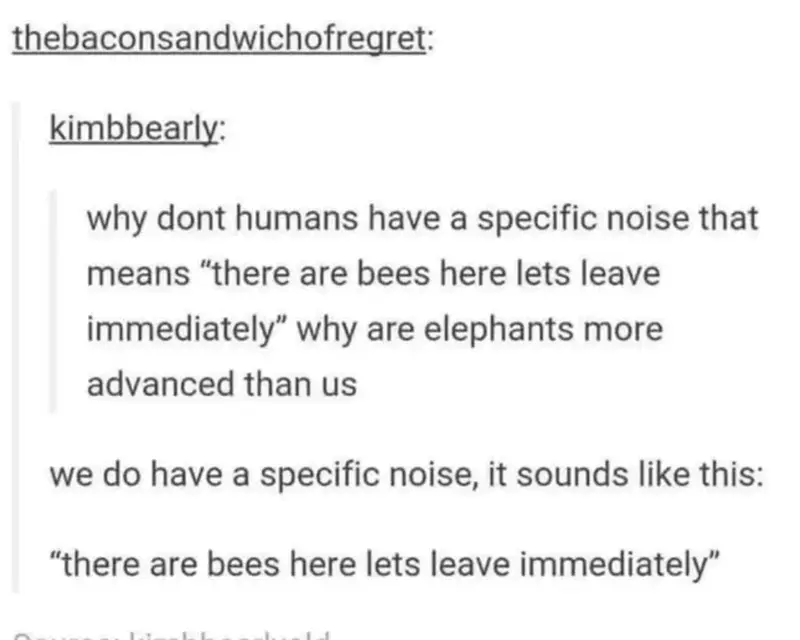 thebaconsandwichofregret:
kimbbearly:
why dont humans have a specific noise that
means “there are bees here lets leave
immediately” why are elephants more
advanced than us
we do have a specific noise, it sounds like this:
“there are bees here lets leave immediately”